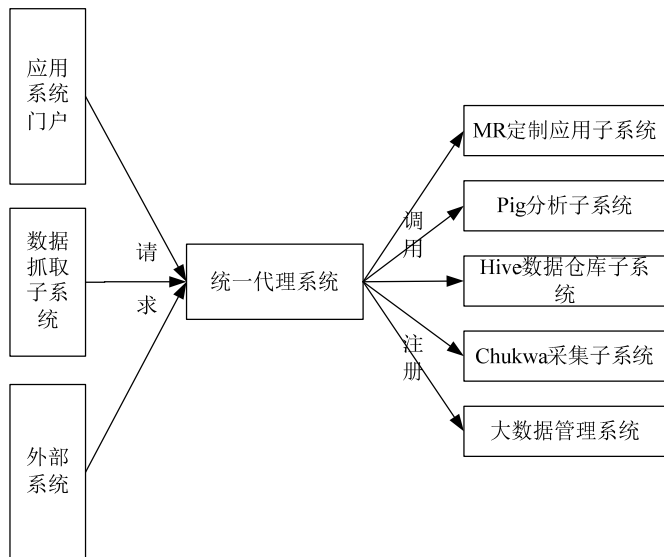 应用
系统
门户
数据
抓取
子系
统
外部
系统
请
求
统一代理系统
调
用
注
册
MR定制应用子系统
Pig分析子系统
Hive数据仓库子系
统
Chukwa采集子系统
大数据管理系统